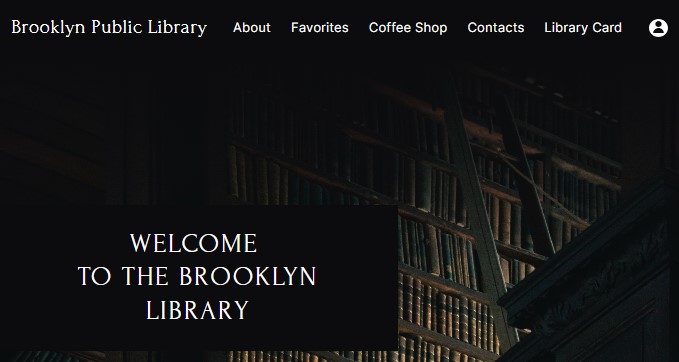 Brooklyn Public Library About Favorites Coffee Shop Contacts Library Card
WELCOME
TO THE BROOKLYN
LIBRARY